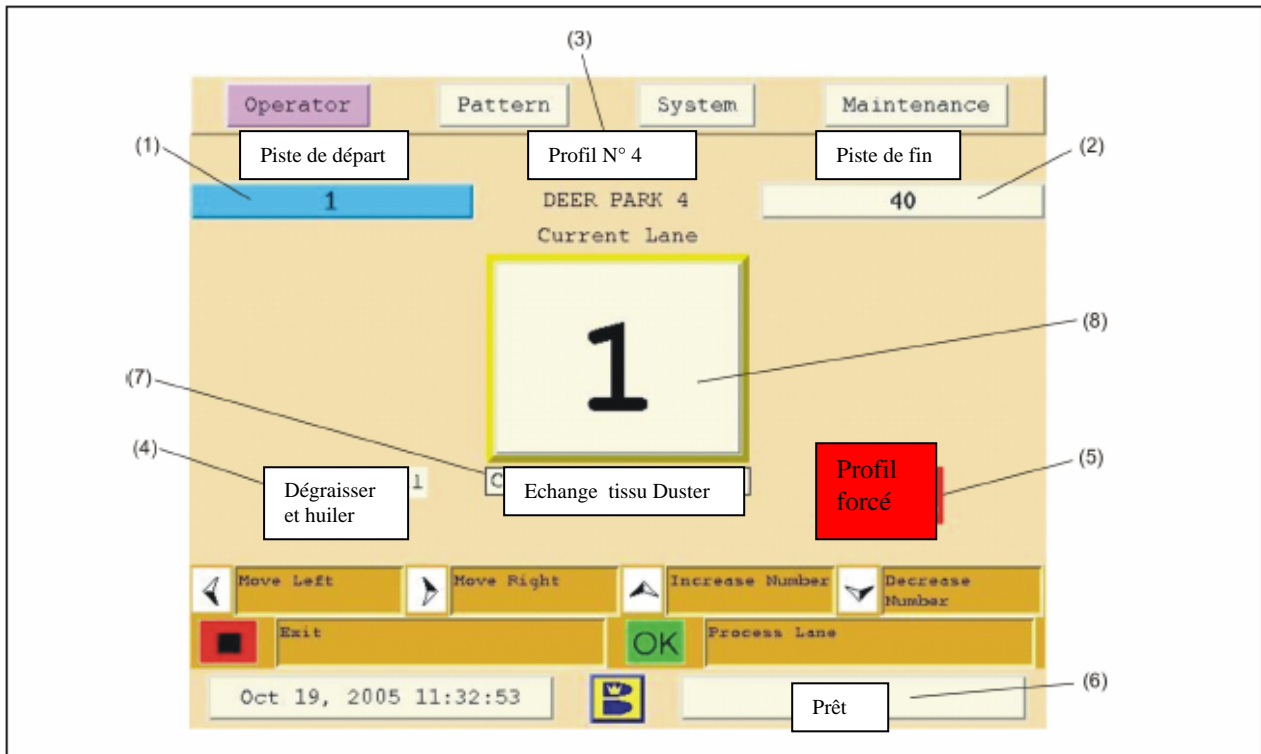 (3)
Operator Pattern System Maintenance
(1) Piste de départ Profil N° 4 Piste de fin (2)
1 DEER PARK 4 40
Current Lane
1
(8)
(7)
(4) Profil forcé (5)
Dégraisser et huiler l C Echange tissu Duster
Move Left Move Right Increase Number Decrease Number
Exit OK Process Lane
Oct 19, 2005 11:32:53 Prêt (6)